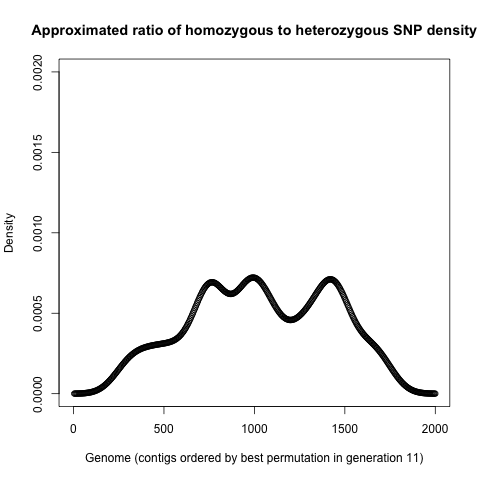 Approximated ratio of homozygous to heterozygous SNP density
0.0020
0.0015
0.0010
0.0005
0.0000
Density
0 500 1000 1500 2000
Genome (contigs ordered by best permutation in generation 11)